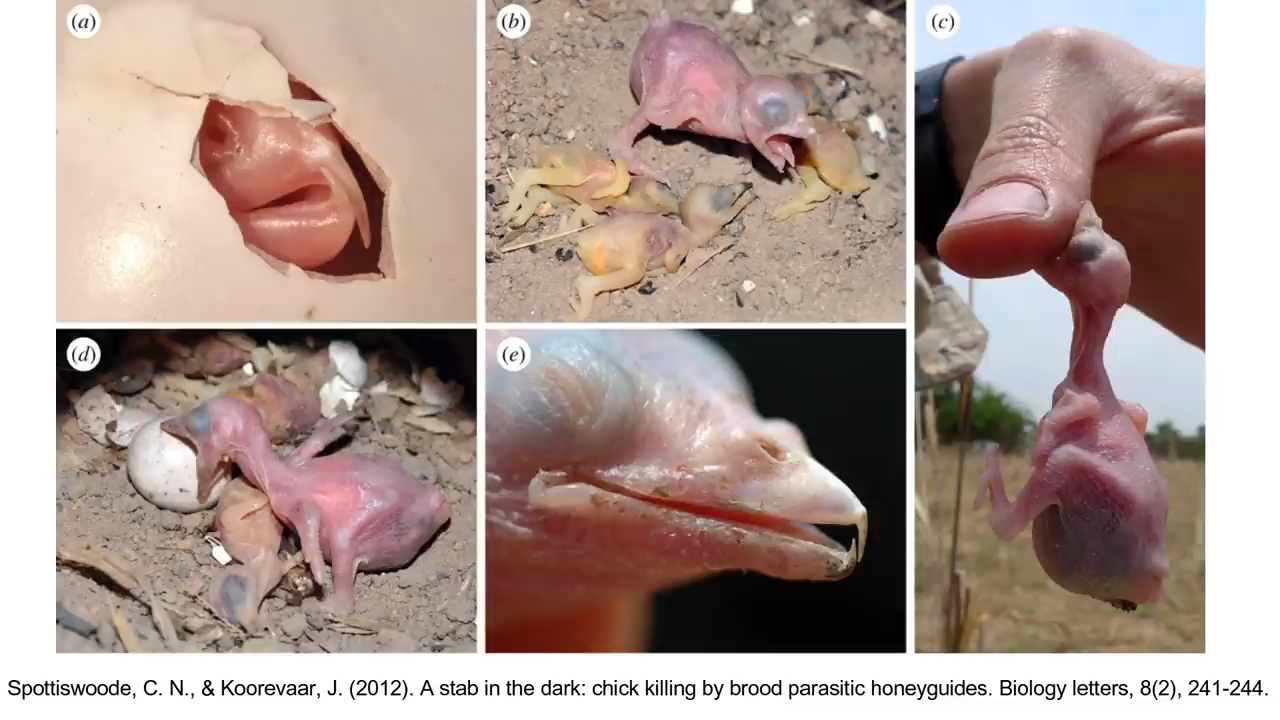 (a)
(b)
(c)
(d)
(e)
Spottiswoode, C. N., & Koorevaar, J. (2012). A stab in the dark: chick killing by brood parasitic honeyguides. Biology letters, 8(2), 241-244.